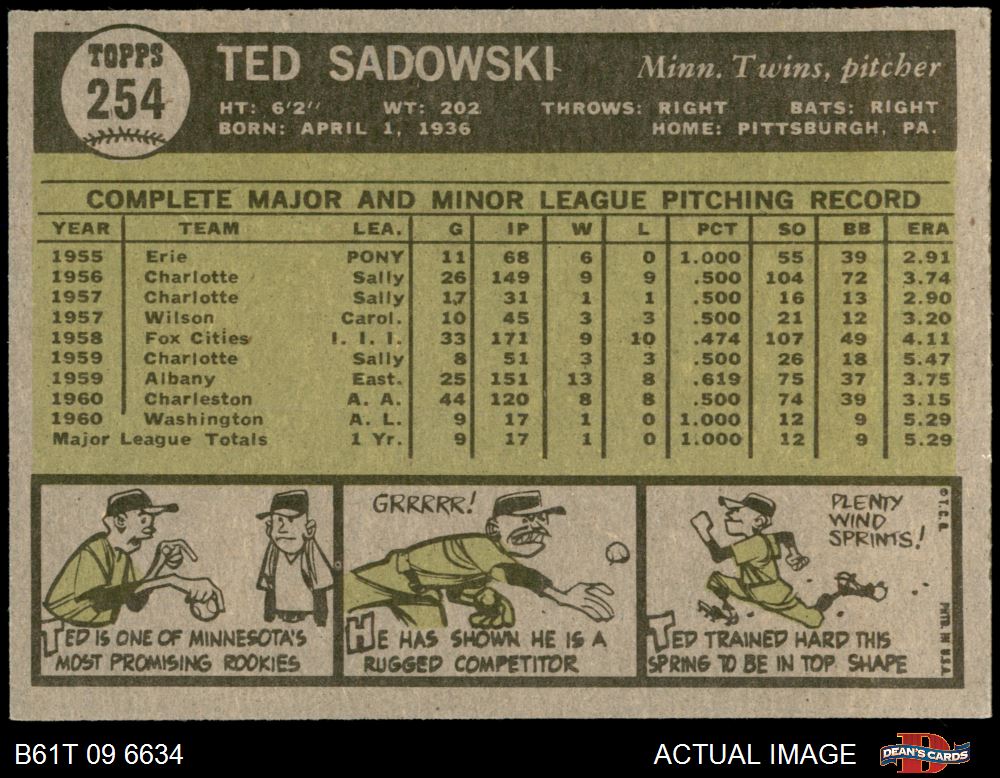 TOPPS
254
TED SADOWSKI
Minn. Twins, pitcher
HT: 6'2" WT: 202 THROWS: RIGHT BATS: RIGHT
BORN: APRIL 1, 1936 HOME: PITTSBURGH, PA.
COMPLETE MAJOR AND MINOR LEAGUE PITCHING RECORD
YEAR TEAM LEA. G IP W L PCT SO BB ERA
1955 Erie PONY 11 68 6 0 1.000 55 39 2.91
1956 Charlotte Sally 26 149 9 9 .500 104 72 3.74
1957 Charlotte Sally 17 31 1 1 .500 16 13 2.90
1957 Wilson Carol. 10 45 3 3 .500 21 12 3.20
1958 Fox Cities I. I. I. 33 171 9 10 .474 107 49 4.11
1959 Charlotte Sally 8 51 3 3 .500 26 18 5.47
1959 Albany East. 25 151 13 8 .619 75 37 3.75
1960 Charleston A. A. 44 120 8 8 .500 74 39 3.15
1960 Washington A. L. 9 17 1 0 1.000 12 9 5.29
Major League Totals 1 Yr. 9 17 1 0 1.000 12 9 5.29
TED IS ONE OF MINNESOTA'S
MOST PROMISING ROOKIES
GRRRRR!
HE HAS SHOWN HE IS A
RUGGED COMPETITOR
PLENTY
WIND
SPRINTS!
TED TRAINED HARD THIS
SPRING TO BE IN TOP SHAPE
© T. C. G. PRTD. IN U.S.A.
B61T 09 6634
ACTUAL IMAGE
DEAN'S CARDS